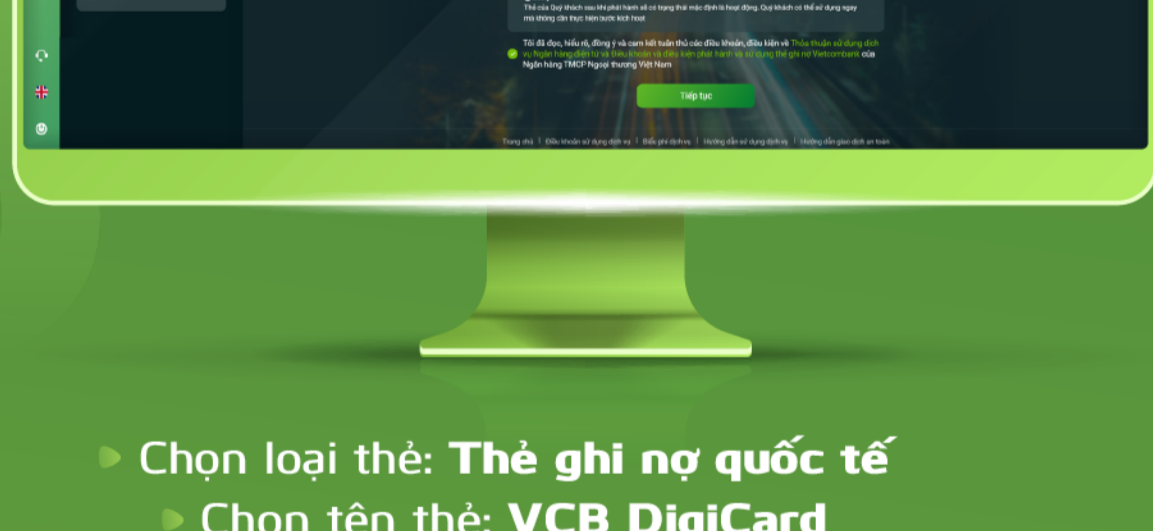 Thẻ của Quý khách sau khi phát hành sẽ có trạng thái mặc định là hoạt động. Quý khách có thể sử dụng ngay
mà không cần thực hiện bước kích hoạt
Tôi đã đọc, hiểu rõ, đồng ý và cam kết tuân thủ các điều khoản, điều kiện về Thỏa thuận sử dụng dịch
vụ Ngân hàng điện tử và Điều khoản và điều kiện phát hành và sử dụng thẻ ghi nợ Vietcombank của
Ngân hàng TMCP Ngoại thương Việt Nam
Tiếp tục
Trang chủ | Điều khoản sử dụng dịch vụ | Biểu phí dịch vụ | Hướng dẫn sử dụng dịch vụ | Hướng dẫn giao dịch an toàn
Chọn loại thẻ: Thẻ ghi nợ quốc tế
Chọn tên thẻ: VCB DigiCard